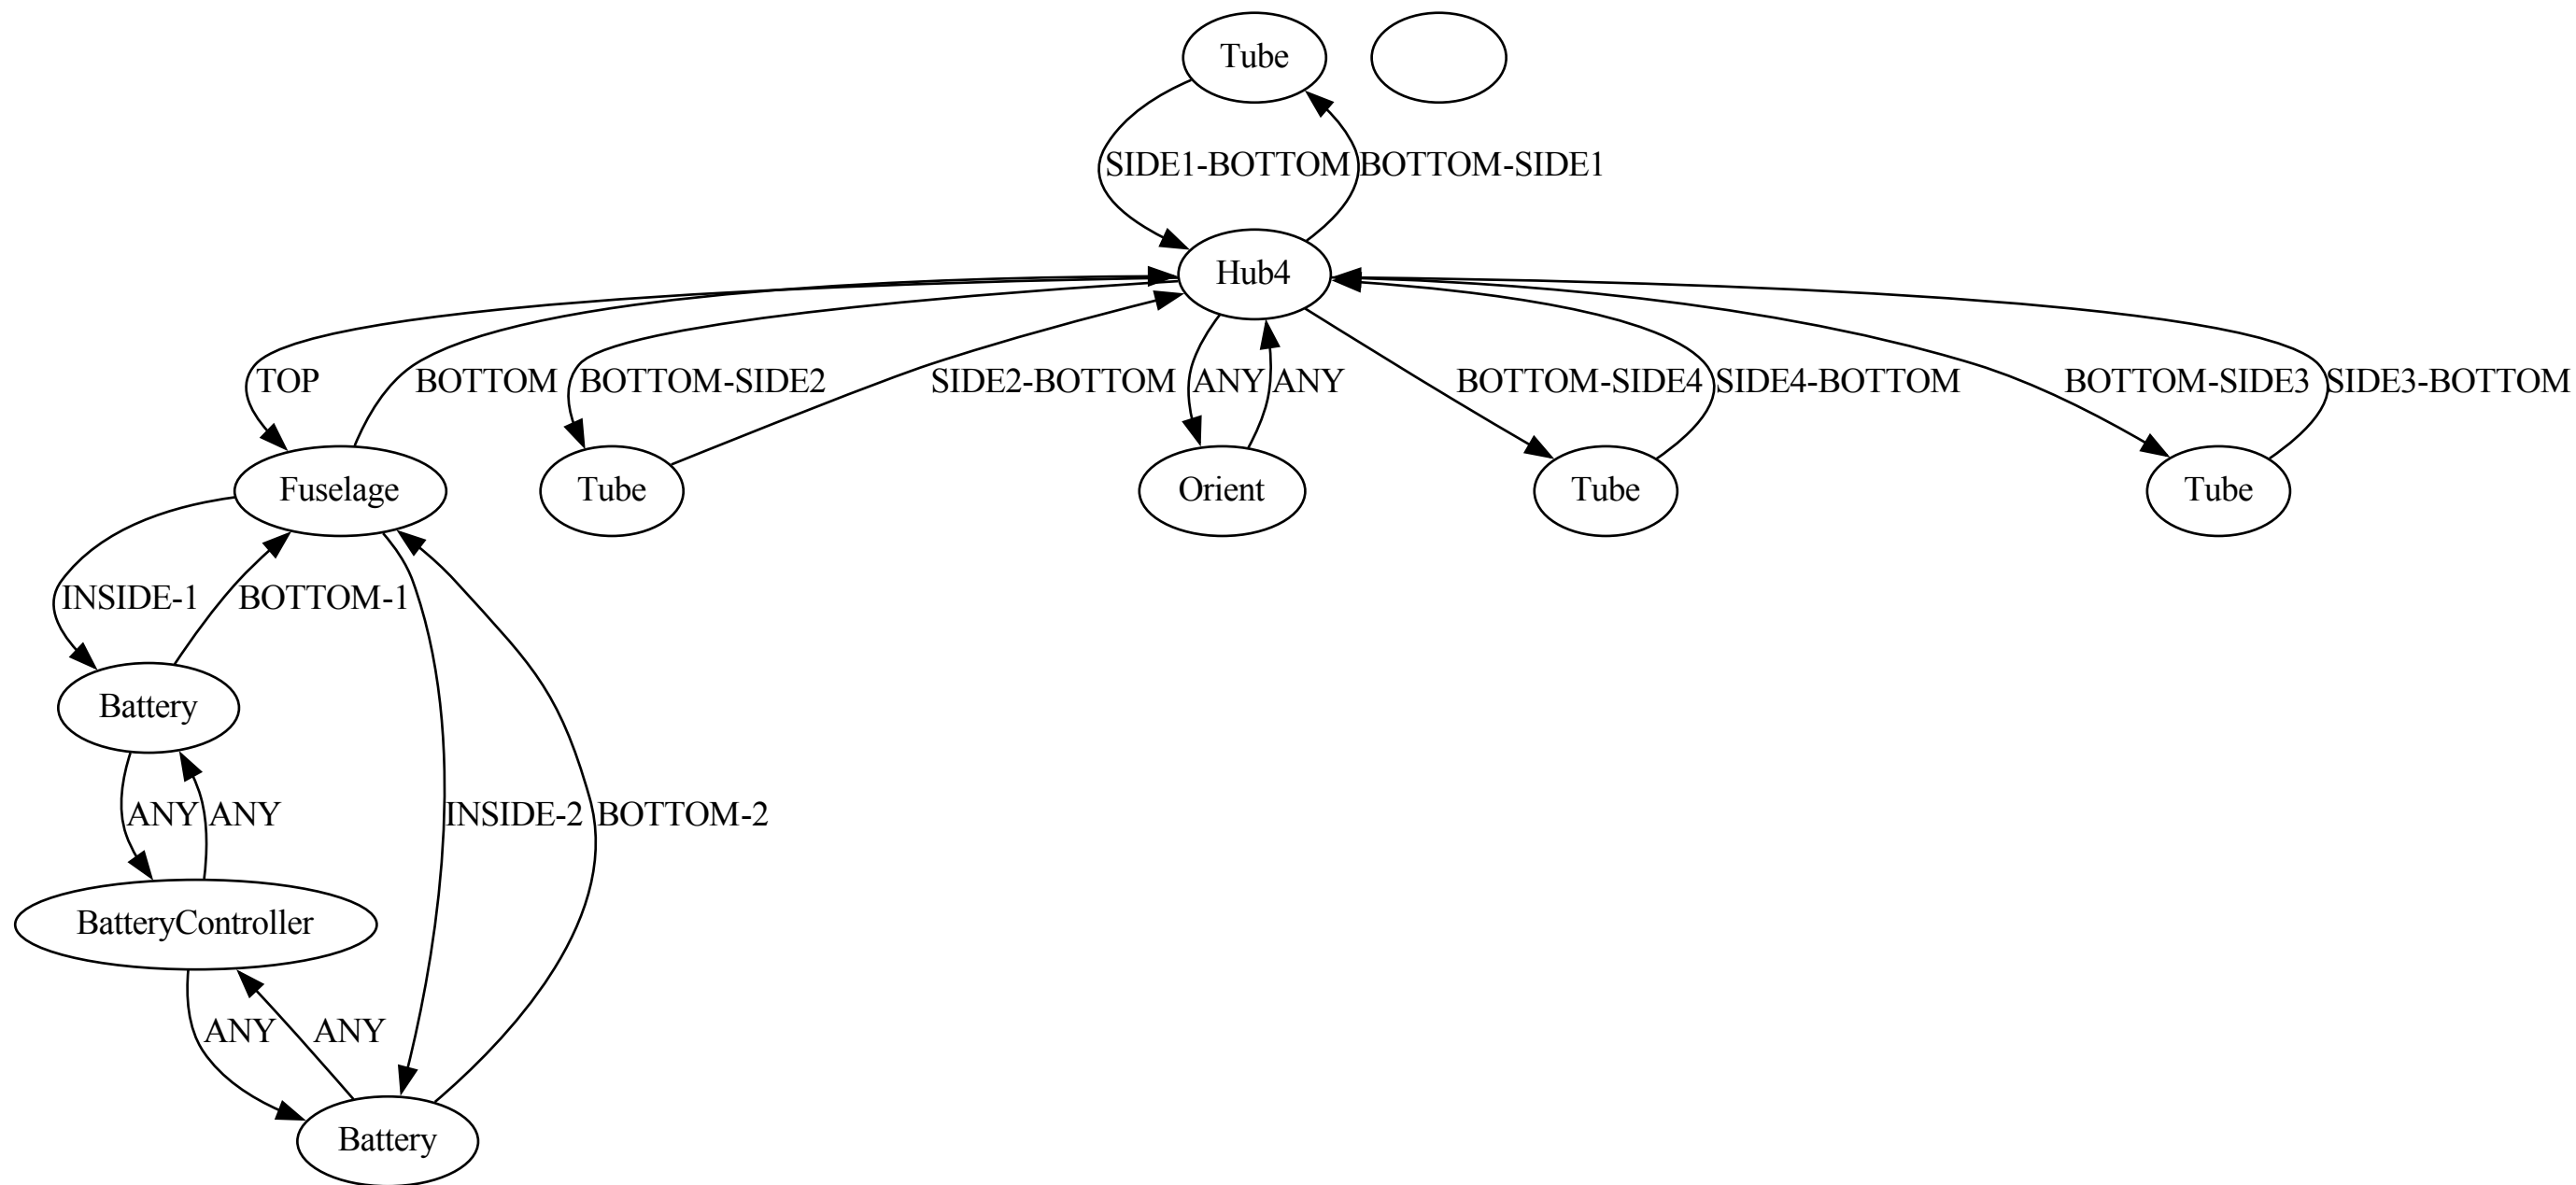 Tube
SIDE1-BOTTOM
BOTTOM-SIDE1
Hub4
TOP
BOTTOM
BOTTOM-SIDE2
SIDE2-BOTTOM
ANY
ANY
BOTTOM-SIDE4
SIDE4-BOTTOM
BOTTOM-SIDE3
SIDE3-BOTTOM
Fuselage
Tube
Orient
Tube
Tube
INSIDE-1
BOTTOM-1
Battery
ANY
ANY
INSIDE-2
BOTTOM-2
BatteryController
ANY
ANY
Battery